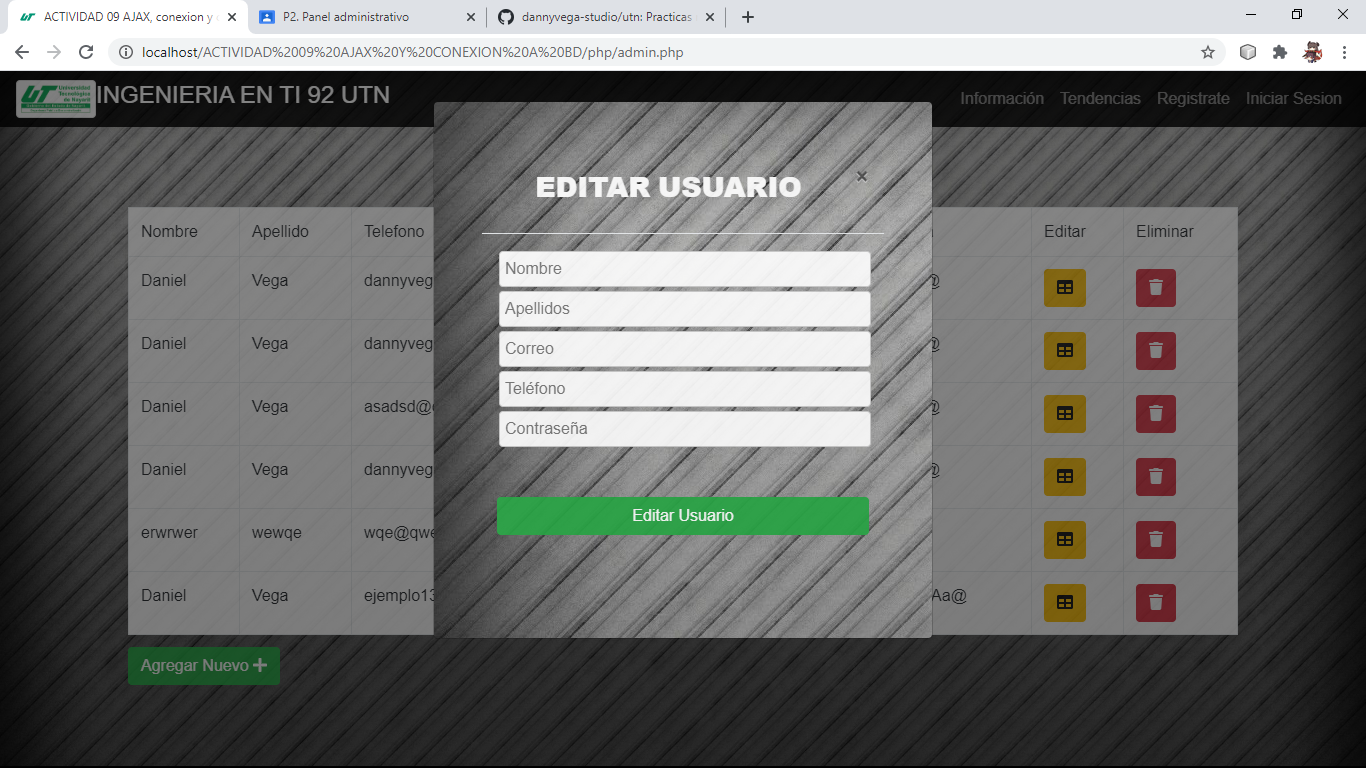 ACTIVIDAD 09 AJAX, conexion y
P2. Panel administrativo
dannyvega-studio/utn: Practicas
localhost/ACTIVIDAD%2009%20AJAX%20Y%20CONEXION%20A%20BD/php/admin.php
UT Universidad Tecnológica de Nayarit
INGENIERIA EN TI 92 UTN
Información Tendencias Registrate Iniciar Sesion
EDITAR USUARIO ×
Nombre
Apellidos
Correo
Teléfono
Contraseña
Editar Usuario
Nombre Apellido Telefono Editar Eliminar
Daniel Vega dannyveg @
Daniel Vega dannyveg @
Daniel Vega asadsd@ @
Daniel Vega dannyveg @
erwrwer wewqe wqe@qwe
Daniel Vega ejemplo13 Aa@
Agregar Nuevo